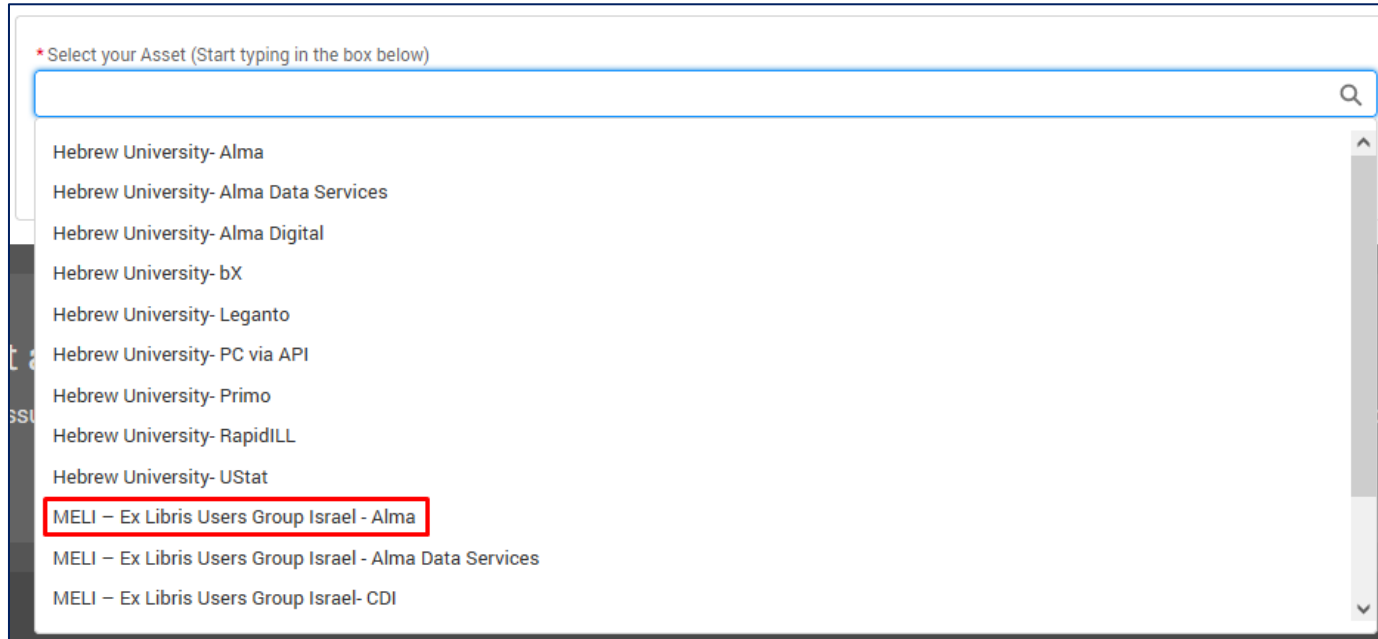 * Select your Asset (Start typing in the box below)
Hebrew University- Alma
Hebrew University- Alma Data Services
Hebrew University- Alma Digital
Hebrew University- bX
Hebrew University- Leganto
Hebrew University- PC via API
Hebrew University- Primo
Hebrew University- RapidILL
Hebrew University- UStat
MELI – Ex Libris Users Group Israel - Alma
MELI – Ex Libris Users Group Israel - Alma Data Services
MELI – Ex Libris Users Group Israel- CDI